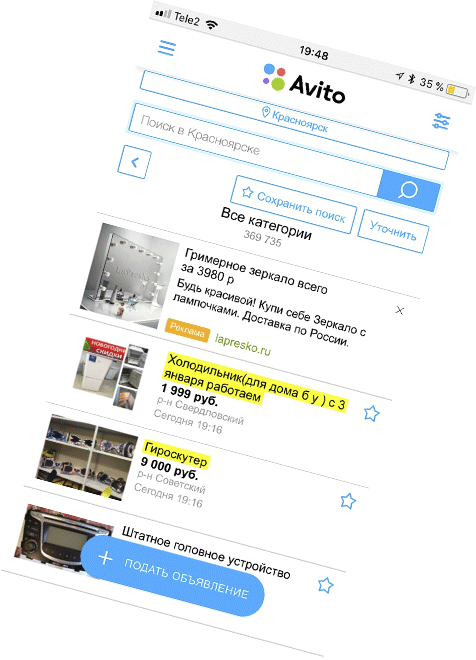 Tele2
19:48
35 %
Avito
Красноярск
Поиск в Красноярске
Сохранить поиск
Уточнить
Все категории
369 735
Гримерное зеркало всего
за 3980 р
Будь красивой! Купи себе Зеркало с
лампочками. Доставка по России.
Реклама lapresko.ru
НОВОГОДНИЕ
СКИДКИ
Холодильник(для дома б у ) с 3
января работаем
1 999 руб.
р-н Свердловский
Сегодня 19:16
Гироскутер
9 000 руб.
р-н Советский
Сегодня 19:16
Штатное головное устройство
+ ПОДАТЬ ОБЪЯВЛЕНИЕ